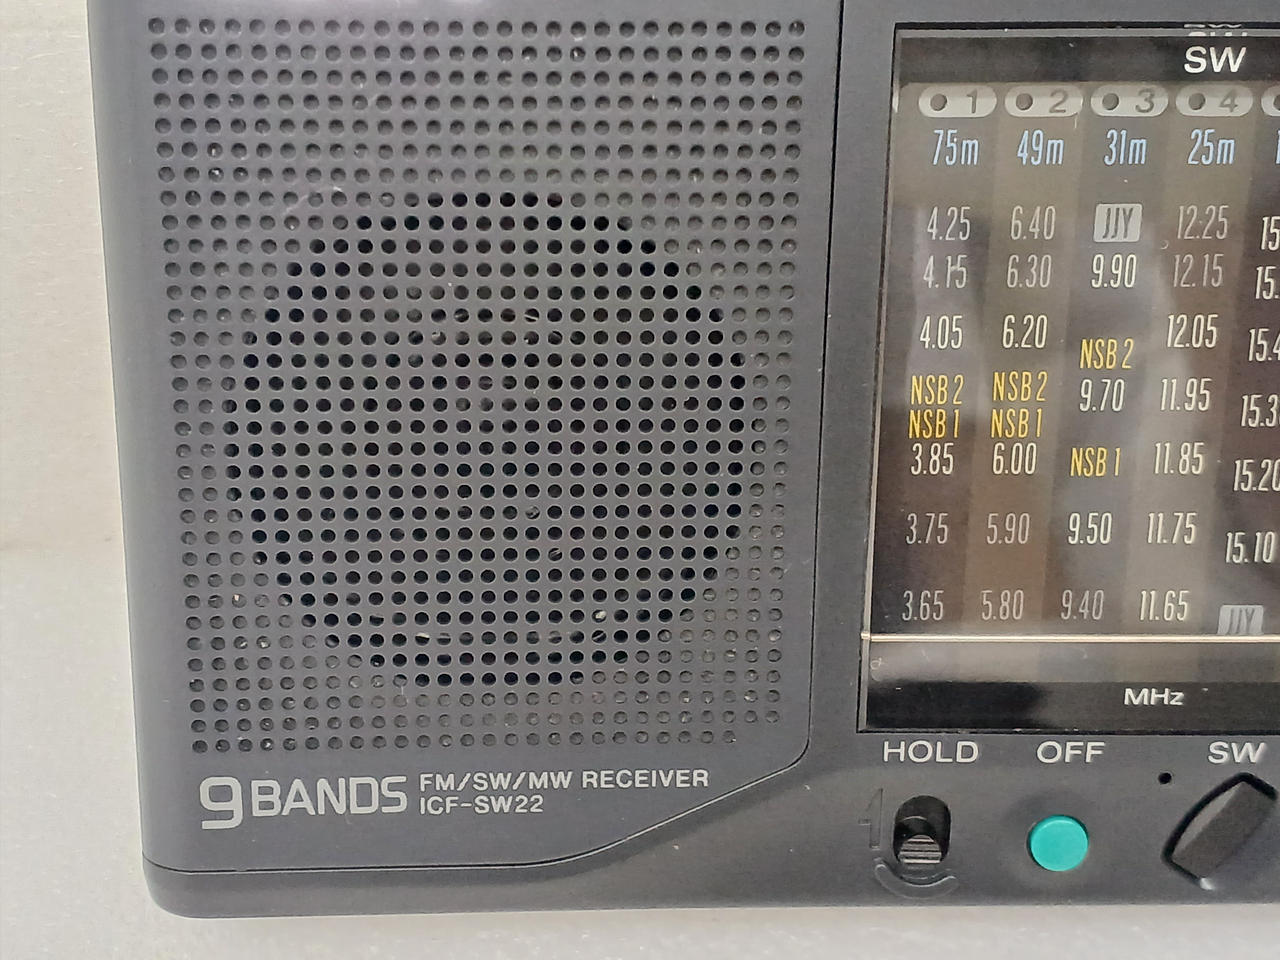 SW
1 2 3 4
75m 49m 31m 25m
4.25 6.40 JJY 12.25
4.15 6.30 9.90 12.15
4.05 6.20 12.05
NSB 2
NSB 2 NSB 2 9.70 11.95
NSB 1 NSB 1
3.85 6.00 NSB 1 11.85 15.20
3.75 5.90 9.50 11.75 15.10
3.65 5.80 9.40 11.65 JJY
MHz
HOLD OFF SW
9 BANDS FM/SW/MW RECEIVER
ICF-SW22